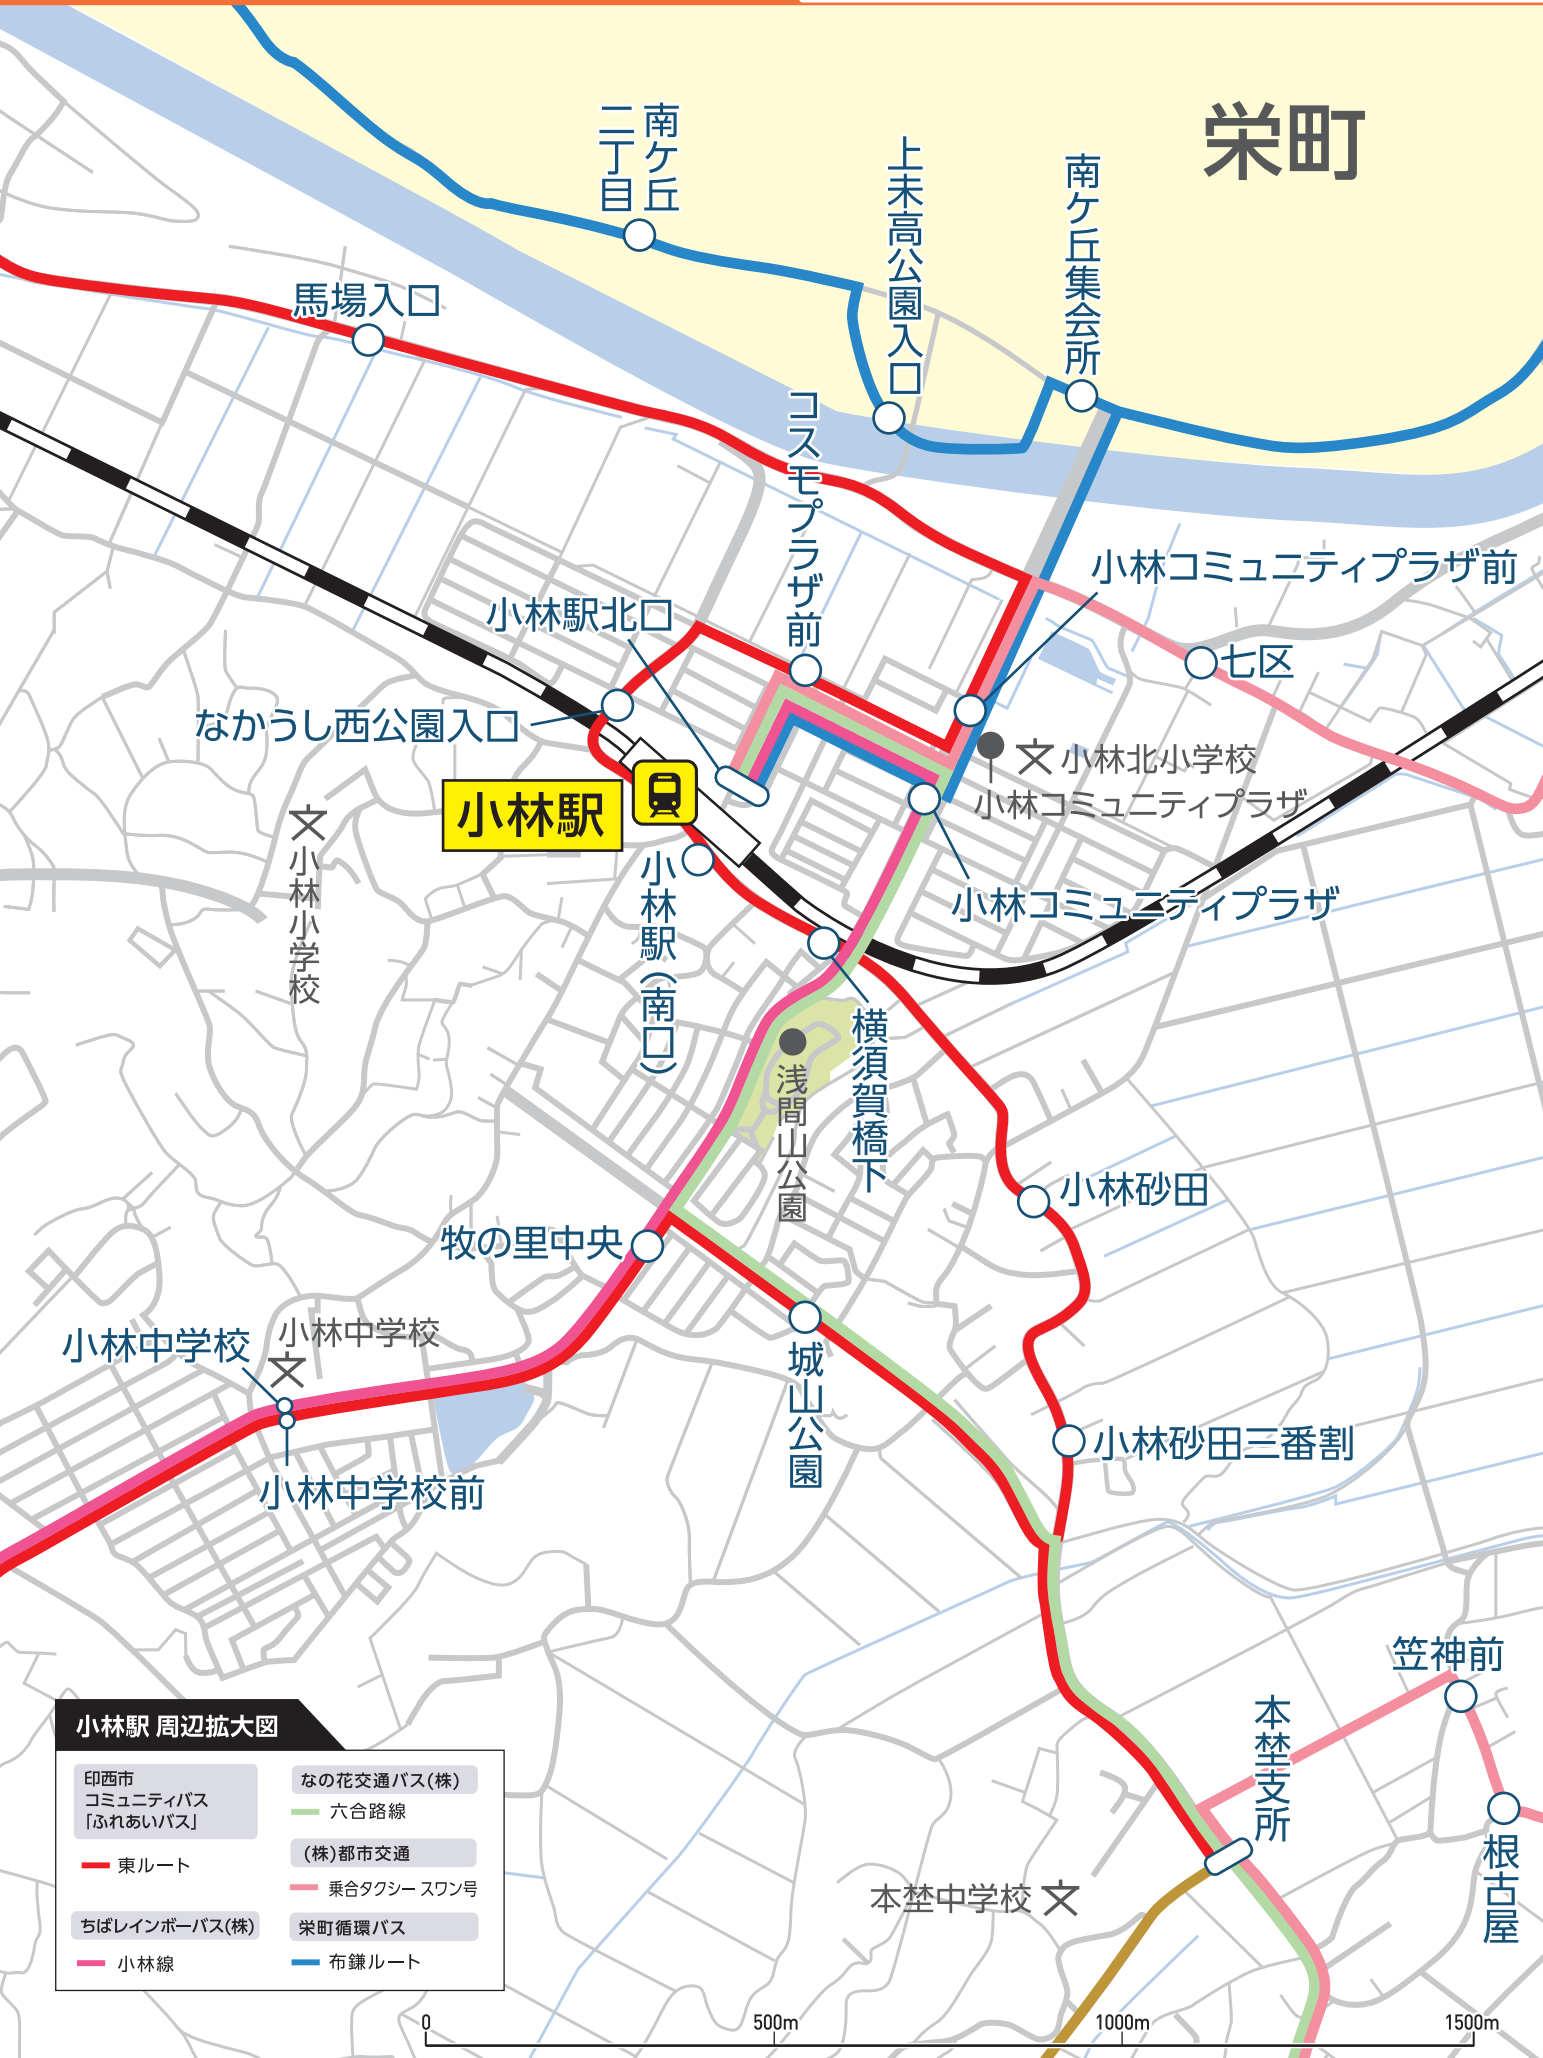 栄町
南ケ丘
二丁目
上未高公園入口
南ケ丘集会所
馬場入口
コスモプラザ前
小林コミュニティプラザ前
小林駅北口
七区
なかうし西公園入口
小林駅
小林北小学校
小林コミュニティプラザ
小林小学校
小林駅(南口)
小林コミュニティプラザ
横須賀橋下
浅間山公園
小林砂田
牧の里中央
小林中学校
小林中学校
城山公園
小林砂田三番割
小林中学校前
笠神前
本埜支所
根古屋
本埜中学校
小林駅 周辺拡大図
印西市
コミュニティバス
「ふれあいバス」
東ルート
ちばレインボーバス(株)
小林線
なの花交通バス(株)
六合路線
(株)都市交通
乗合タクシー スワン号
栄町循環バス
布鎌ルート
0
500m
1000m
1500m